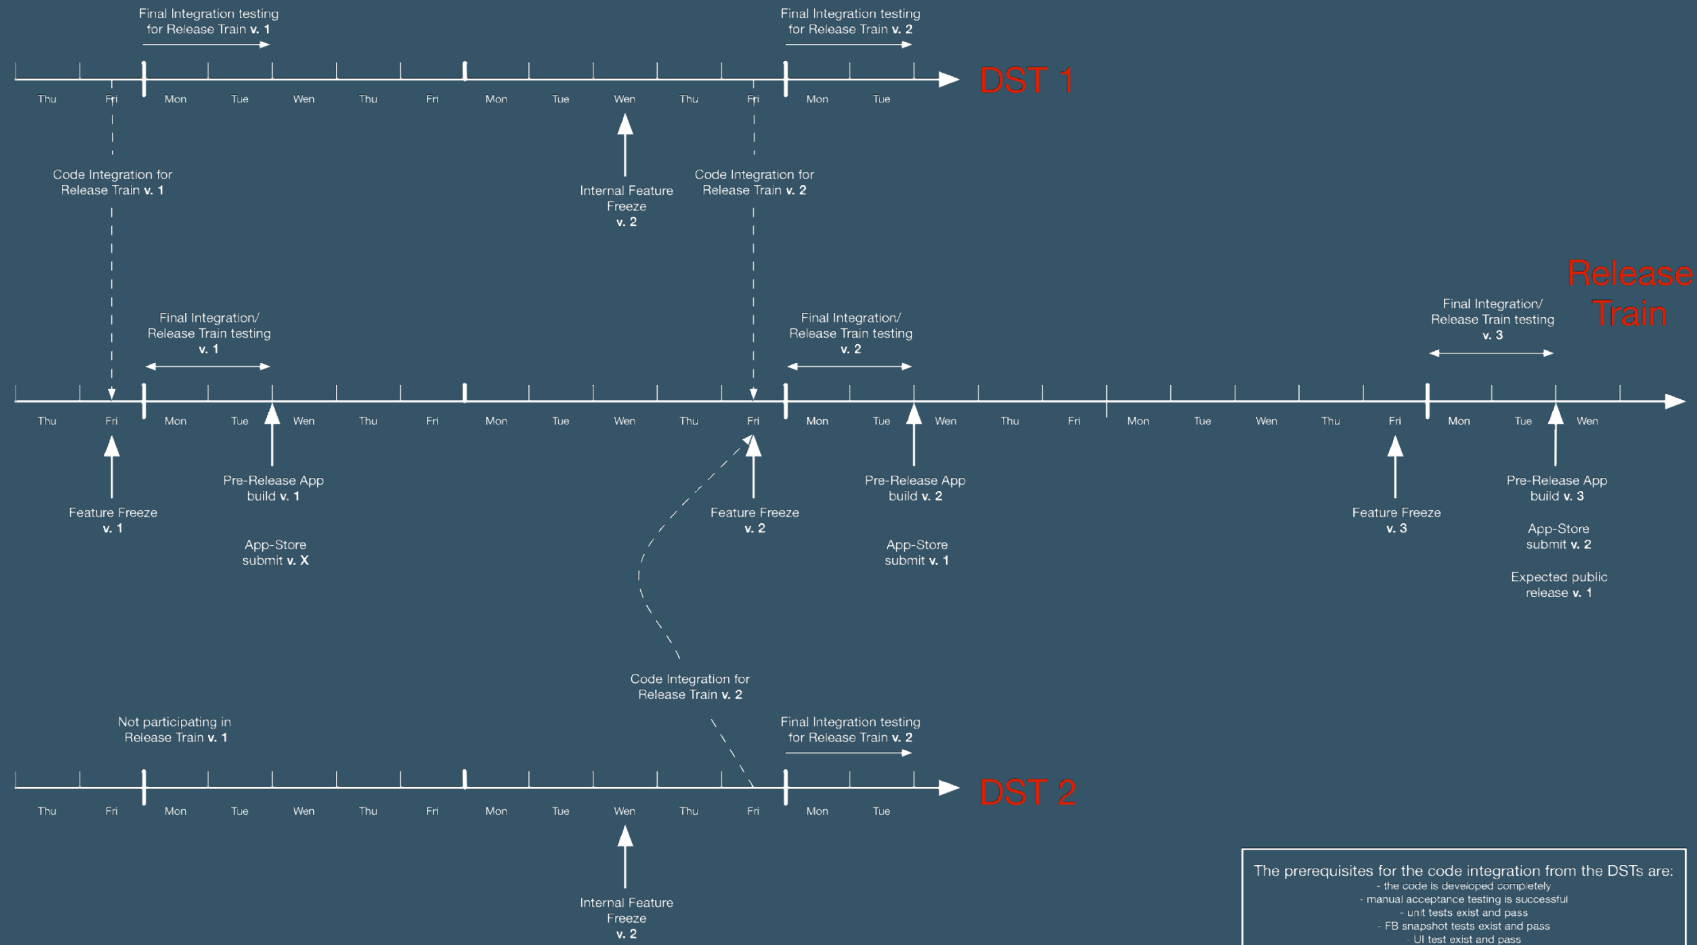 Final Integration testing
for Release Train v. 1
Final Integration testing
for Release Train v. 2
DST 1
Thu Fri Mon Tue Wen Thu Fri Mon Tue Wen Thu Fri Mon Tue
Code Integration for
Release Train v. 1
Internal Feature
Freeze
v. 2
Code Integration for
Release Train v. 2
Release
Train
Final Integration/
Release Train testing
v. 1
Final Integration/
Release Train testing
v. 2
Final Integration/
Release Train testing
v. 3
Thu Fri Mon Tue Wen Thu Fri Mon Tue Wen Thu Fri Mon Tue Wen Thu Fri Mon Tue Wen Thu Fri Mon Tue Wen
Feature Freeze
v. 1
Pre-Release App
build v. 1
App-Store
submit v. X
Feature Freeze
v. 2
Pre-Release App
build v. 2
App-Store
submit v. 1
Feature Freeze
v. 3
Pre-Release App
build v. 3
App-Store
submit v. 2
Expected public
release v. 1
Code Integration for
Release Train v. 2
Not participating in
Release Train v. 1
Final Integration testing
for Release Train v. 2
DST 2
Thu Fri Mon Tue Wen Thu Fri Mon Tue Wen Thu Fri Mon Tue
Internal Feature
Freeze
v. 2
The prerequisites for the code integration from the DSTs are:
- the code is developed completely
- manual acceptance testing is successful
- unit tests exist and pass
- FB snapshot tests exist and pass
- UI test exist and pass